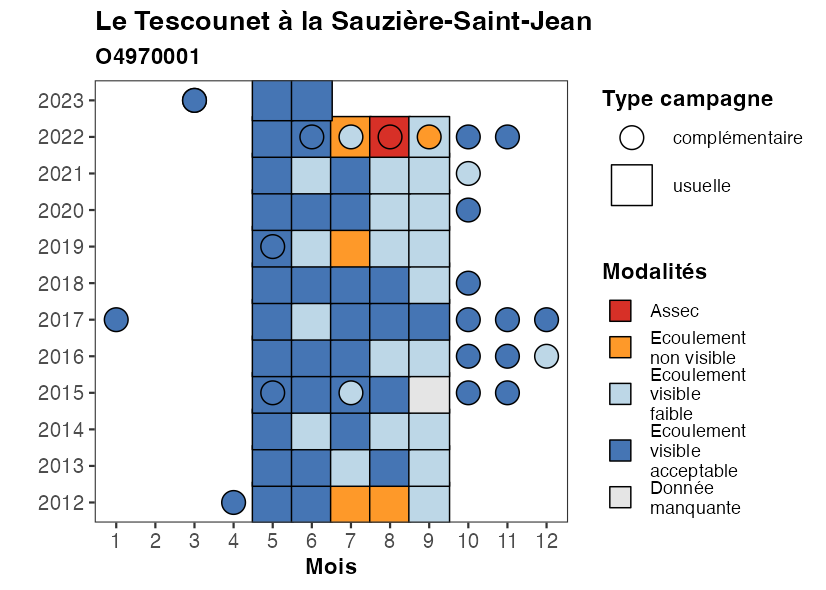 Le Tescounet à la Sauzière-Saint-Jean
O4970001
2023
2022
2021
2020
2019
2018
2017
2016
2015
2014
2013
2012
1 2 3 4 5 6 7 8 9 10 11 12
Mois
Type campagne
complémentaire
usuelle
Modalités
Assec
Ecoulement
non visible
Ecoulement
visible
faible
Ecoulement
visible
acceptable
Donnée
manquante